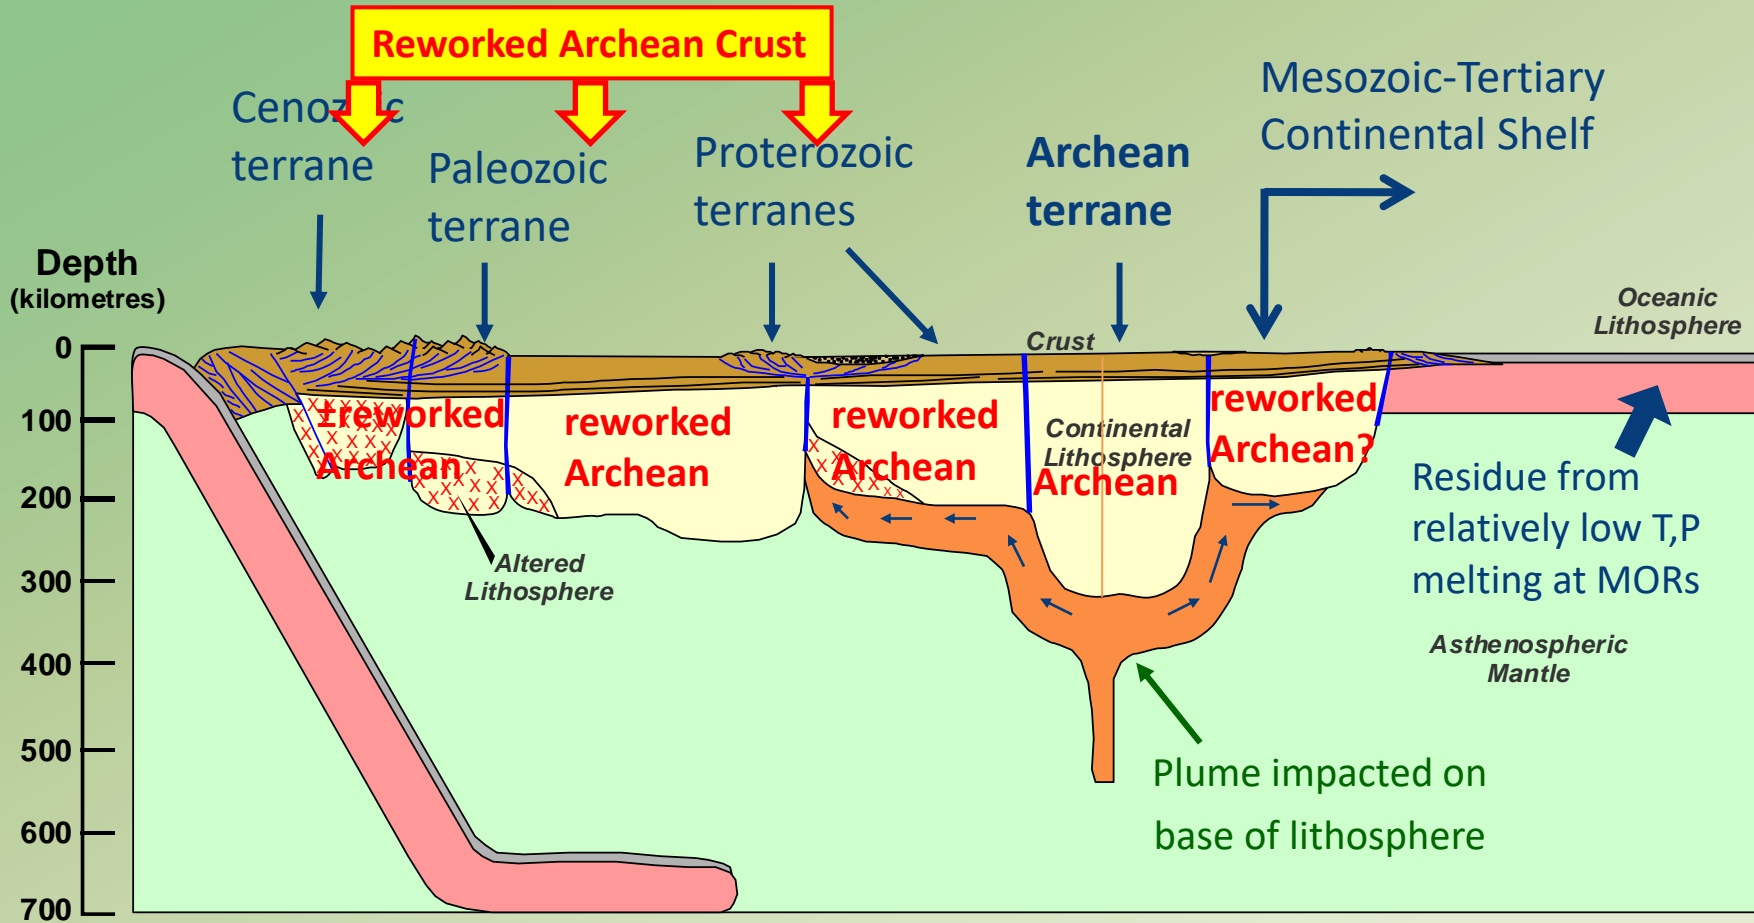 Reworked Archean Crust
Cenozoic
terrane
Paleozoic
terrane
Proterozoic
terranes
Archean
terrane
Mesozoic-Tertiary
Continental Shelf
Depth
(kilometres)
0
100
200
300
400
500
600
700
Crust
Oceanic
Lithosphere
±reworked
Archean
reworked
Archean
reworked
Archean
Continental
Lithosphere
Archean
reworked
Archean?
Altered
Lithosphere
Residue from
relatively low T,P
melting at MORs
Asthenospheric
Mantle
Plume impacted on
base of lithosphere